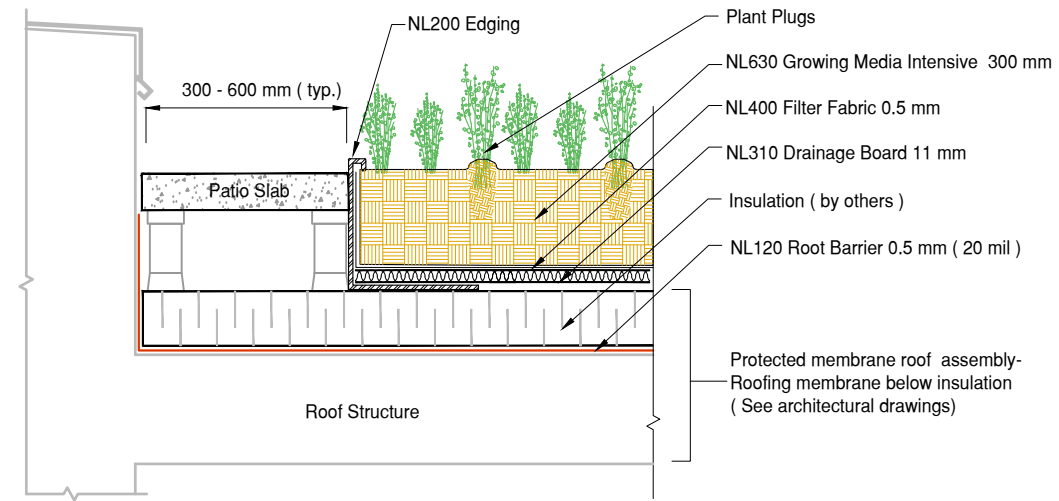 NL200 Edging
Plant Plugs
NL630 Growing Media Intensive 300 mm
300 - 600 mm ( typ.)
NL400 Filter Fabric 0.5 mm
NL310 Drainage Board 11 mm
Patio Slab
Insulation ( by others )
NL120 Root Barrier 0.5 mm ( 20 mil )
Protected membrane roof assembly-
Roofing membrane below insulation
( See architectural drawings)
Roof Structure